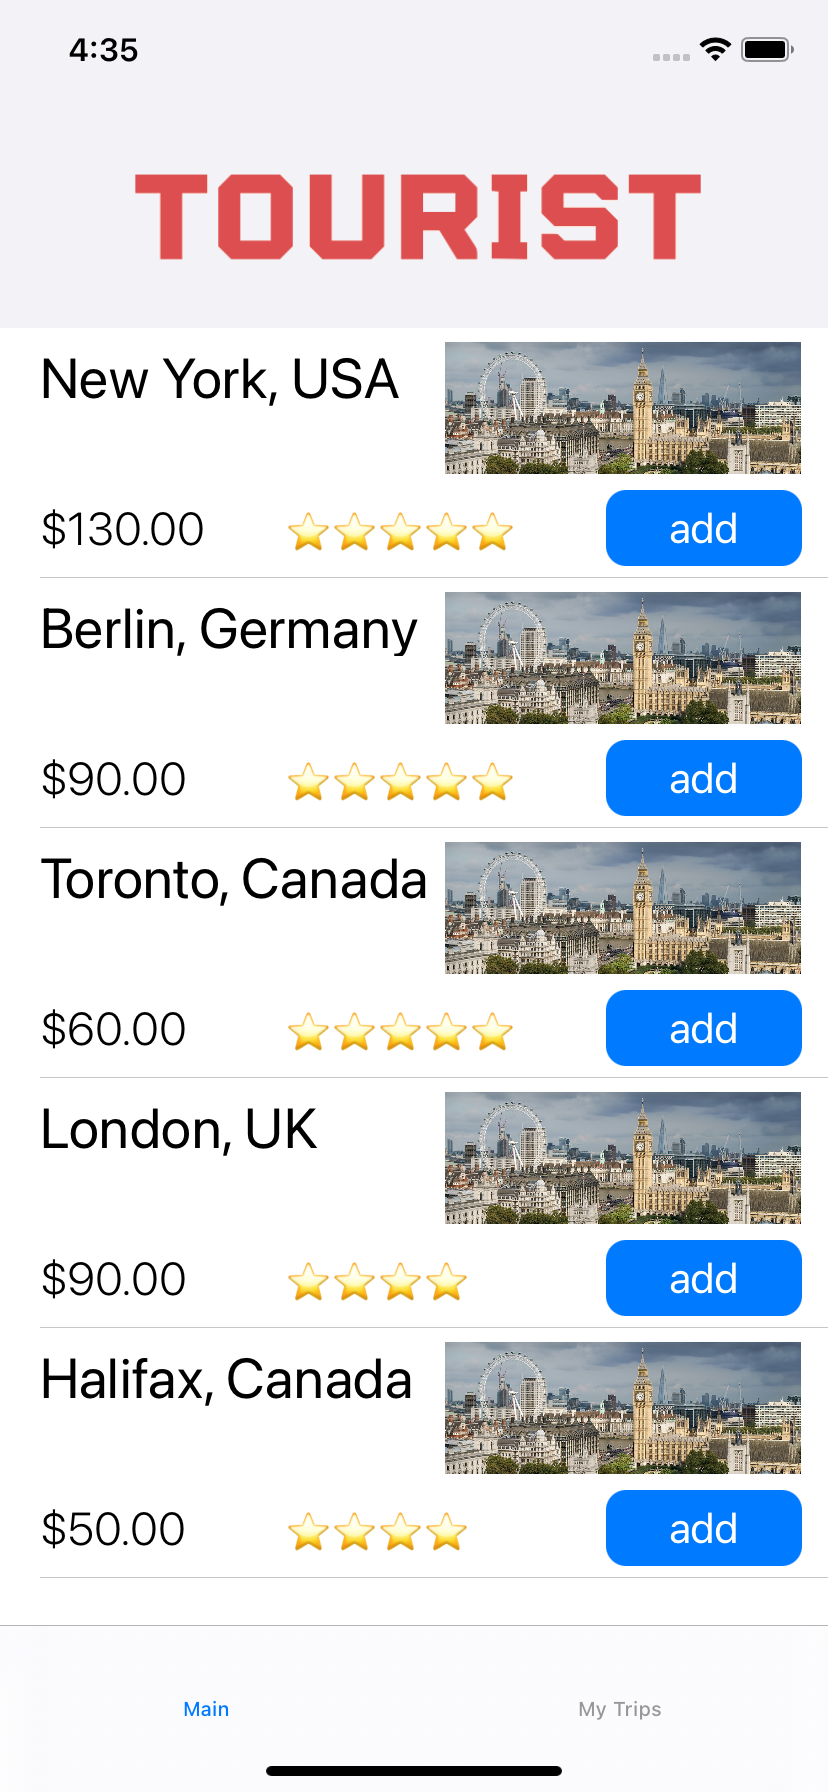 4:35
TOURIST
New York, USA
$130.00 ⭐⭐⭐⭐⭐ add
Berlin, Germany
$90.00 ⭐⭐⭐⭐⭐ add
Toronto, Canada
$60.00 ⭐⭐⭐⭐⭐ add
London, UK
$90.00 ⭐⭐⭐⭐ add
Halifax, Canada
$50.00 ⭐⭐⭐⭐ add
Main My Trips